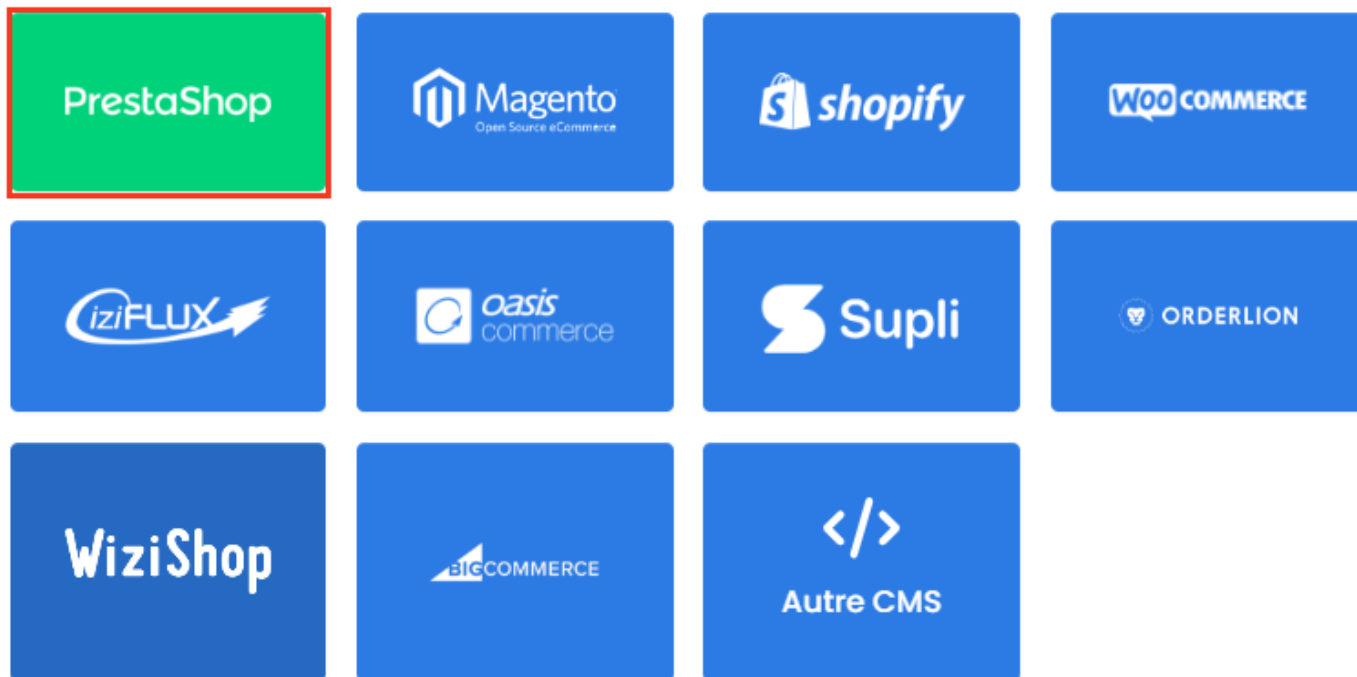 PrestaShop
Magento
Open Source eCommerce
shopify
WOO COMMERCE
iziFLUX
oasis
commerce
Supli
ORDERLION
WiziShop
BIGCOMMERCE
</>
Autre CMS